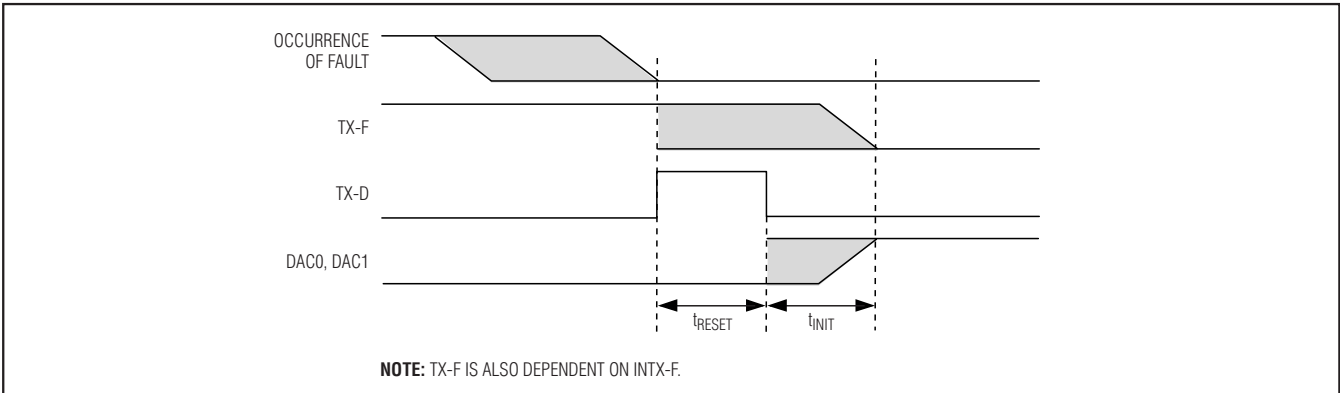 OCCURRENCE
OF FAULT
TX-F
TX-D
DAC0, DAC1
tRESET
tINIT
NOTE: TX-F IS ALSO DEPENDENT ON INTX-F.